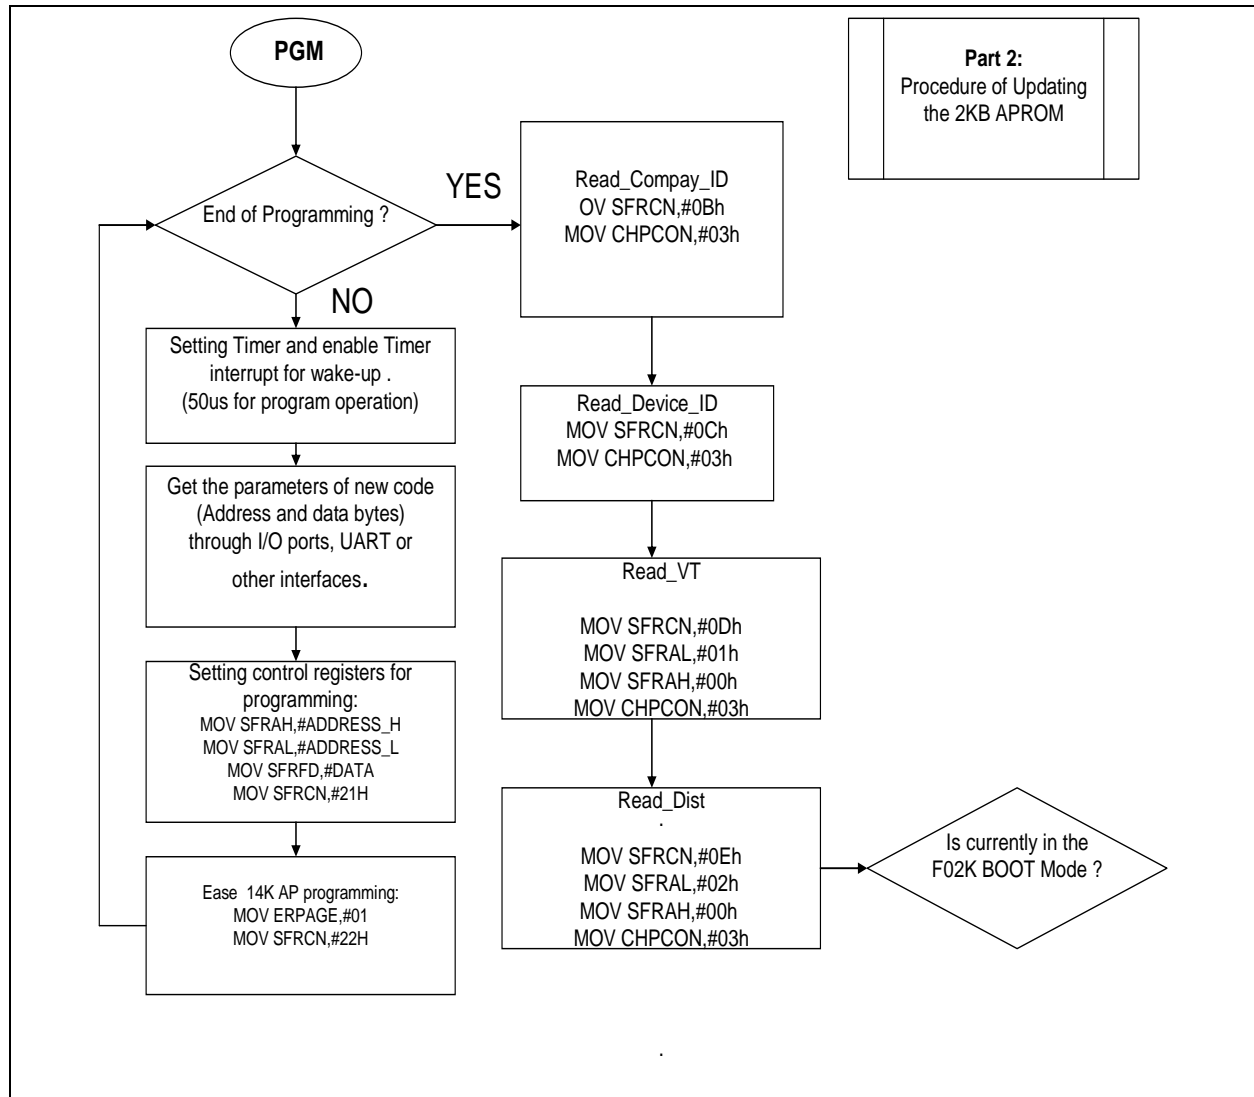 PGM
Part 2:
Procedure of Updating
the 2KB APROM
End of Programming ?
YES
NO
Setting Timer and enable Timer
interrupt for wake-up .
(50us for program operation)
Get the parameters of new code
(Address and data bytes)
through I/O ports, UART or
other interfaces.
Setting control registers for
programming:
MOV SFRAH,#ADDRESS_H
MOV SFRAL,#ADDRESS_L
MOV SFRFD,#DATA
MOV SFRCN,#21H
Ease 14K AP programming:
MOV ERPAGE,#01
MOV SFRCN,#22H
Read_Compay_ID
OV SFRCN,#0Bh
MOV CHPCON,#03h
Read_Device_ID
MOV SFRCN,#0Ch
MOV CHPCON,#03h
Read_VT
MOV SFRCN,#0Dh
MOV SFRAL,#01h
MOV SFRAH,#00h
MOV CHPCON,#03h
Read_Dist
.
MOV SFRCN,#0Eh
MOV SFRAL,#02h
MOV SFRAH,#00h
MOV CHPCON,#03h
Is currently in the
F02K BOOT Mode ?
.